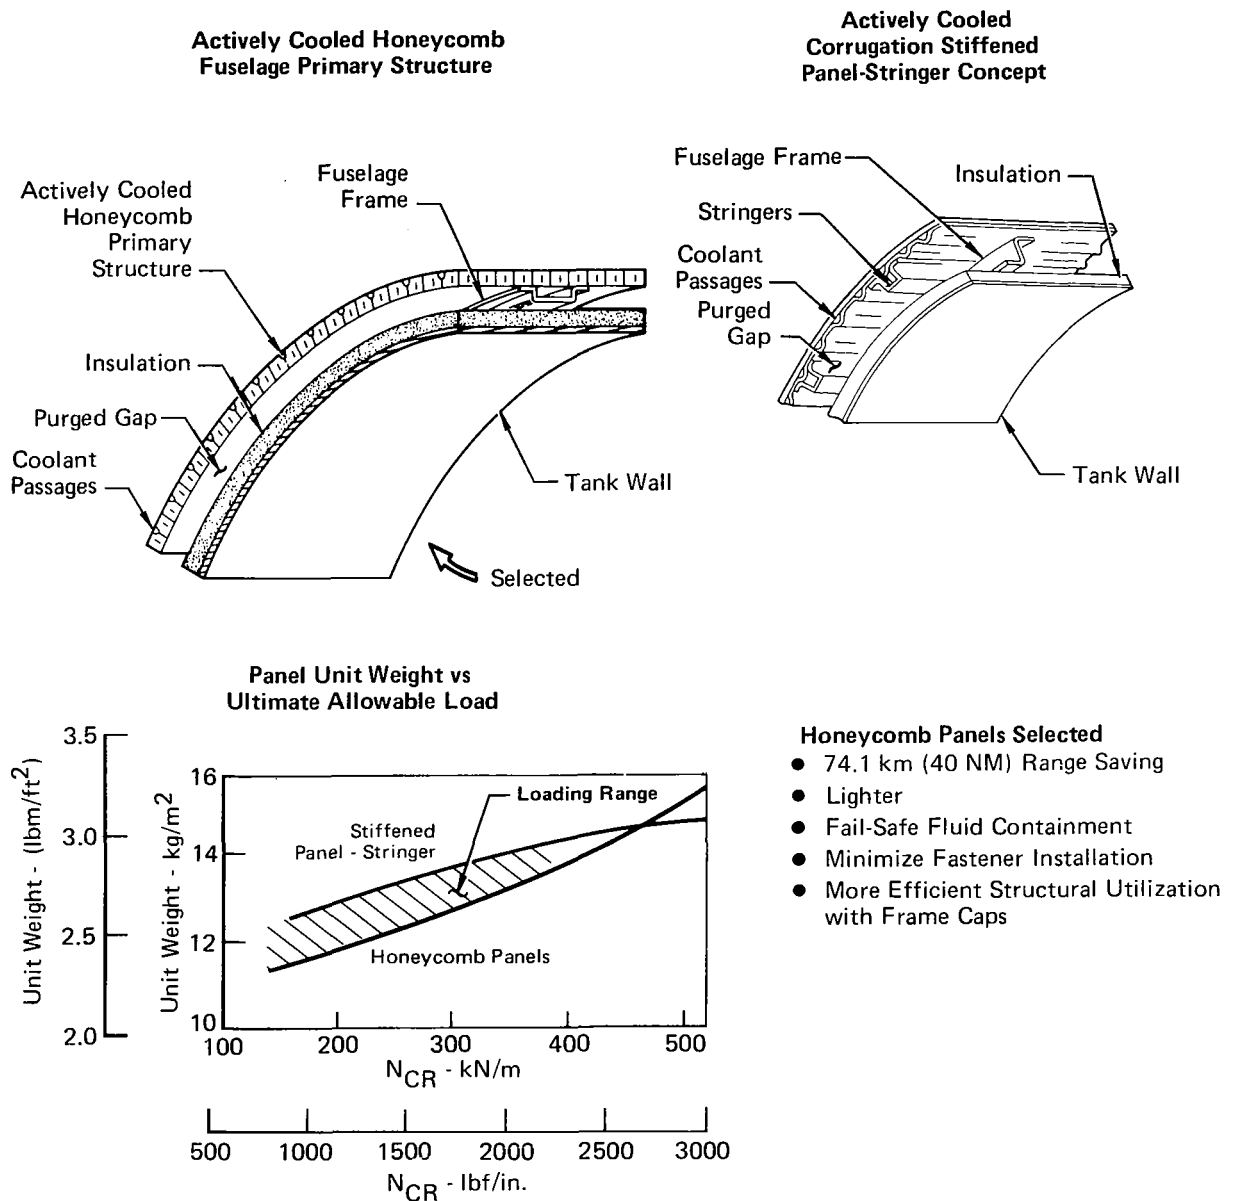 Actively Cooled Honeycomb
Fuselage Primary Structure
Actively Cooled
Corrugation Stiffened
Panel-Stringer Concept
Actively Cooled
Honeycomb
Primary
Structure
Fuselage
Frame
Insulation
Purged Gap
Coolant
Passages
Tank Wall
Selected
Fuselage Frame
Insulation
Stringers
Coolant
Passages
Purged
Gap
Tank Wall
Panel Unit Weight vs
Ultimate Allowable Load
Unit Weight - (lbm/ft²)
3.5
3.0
2.5
2.0
Unit Weight - kg/m²
16
14
12
10
Loading Range
Stiffened
Panel - Stringer
Honeycomb Panels
100 200 300 400 500
NCR - kN/m
500 1000 1500 2000 2500 3000
NCR - lbf/in.
Honeycomb Panels Selected
● 74.1 km (40 NM) Range Saving
● Lighter
● Fail-Safe Fluid Containment
● Minimize Fastener Installation
● More Efficient Structural Utilization
with Frame Caps